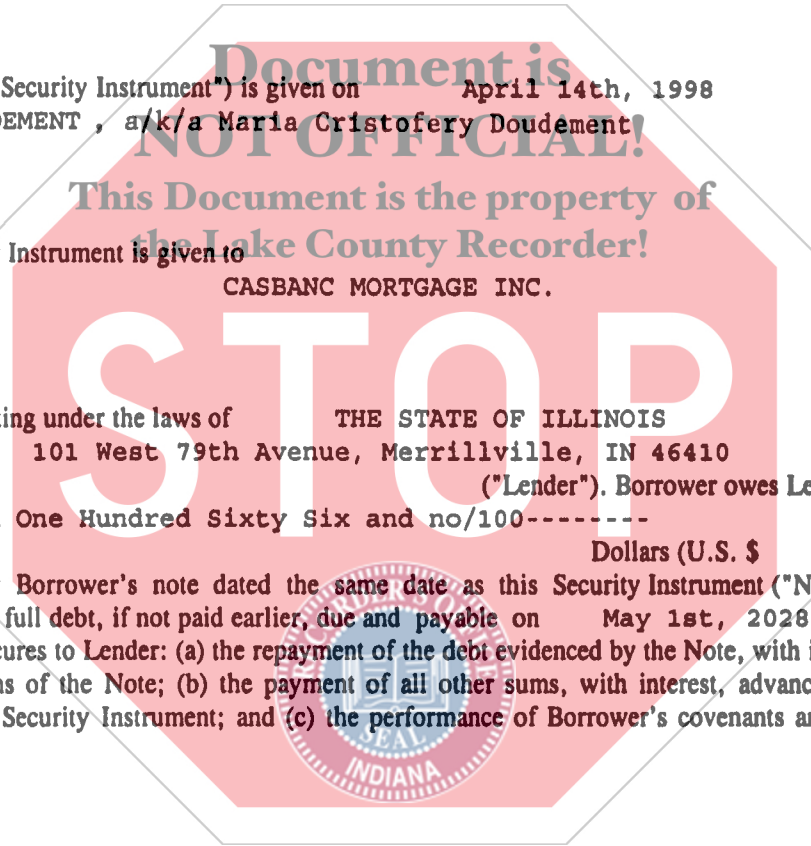 Document is
Security Instrument") is given on April 14th, 1998
DEMENT , a/k/a Maria Cristofery Doudement
NOT OFFICIAL!
This Document is the property of
the Lake County Recorder!
Instrument is given to
CASBANC MORTGAGE INC.
STOP
under the laws of THE STATE OF ILLINOIS
101 West 79th Avenue, Merrillville, IN 46410
("Lender"). Borrower owes Le
One Hundred Sixty Six and no/100--------
Dollars (U.S. $
Borrower's note dated the same date as this Security Instrument ("N
full debt, if not paid earlier, due and payable on May 1st, 2028
ures to Lender: (a) the repayment of the debt evidenced by the Note, with i
ns of the Note; (b) the payment of all other sums, with interest, advanc
Security Instrument; and (c) the performance of Borrower's covenants a
RECORDER'S OFFICE
SEAL
INDIANA